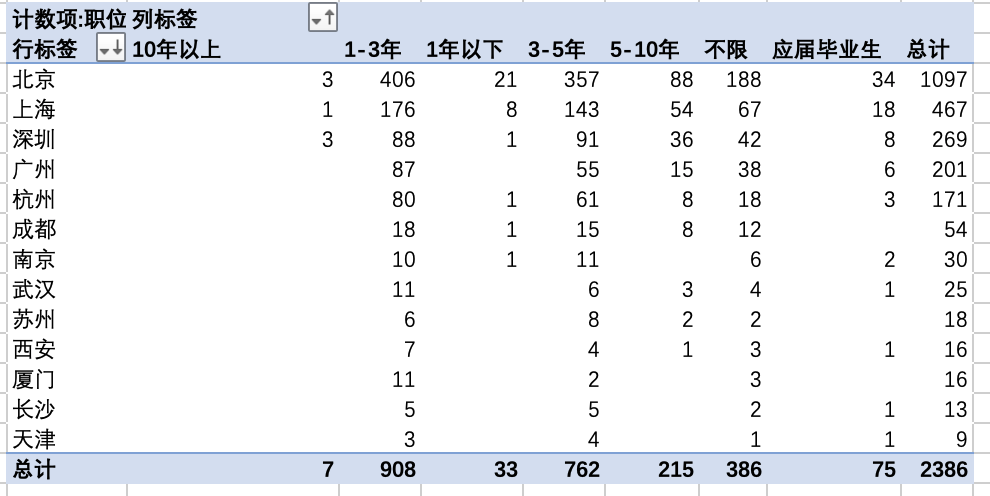 计数项:职位 列标签
行标签 10年以上 1-3年 1年以下 3-5年 5-10年 不限 应届毕业生 总计
北京 3 406 21 357 88 188 34 1097
上海 1 176 8 143 54 67 18 467
深圳 3 88 1 91 36 42 8 269
广州 87 55 15 38 6 201
杭州 80 1 61 8 18 3 171
成都 18 1 15 8 12 54
南京 10 1 11 6 2 30
武汉 11 6 3 4 1 25
苏州 6 8 2 2 18
西安 7 4 1 3 1 16
厦门 11 2 3 16
长沙 5 5 2 1 13
天津 3 4 1 1 9
总计 7 908 33 762 215 386 75 2386